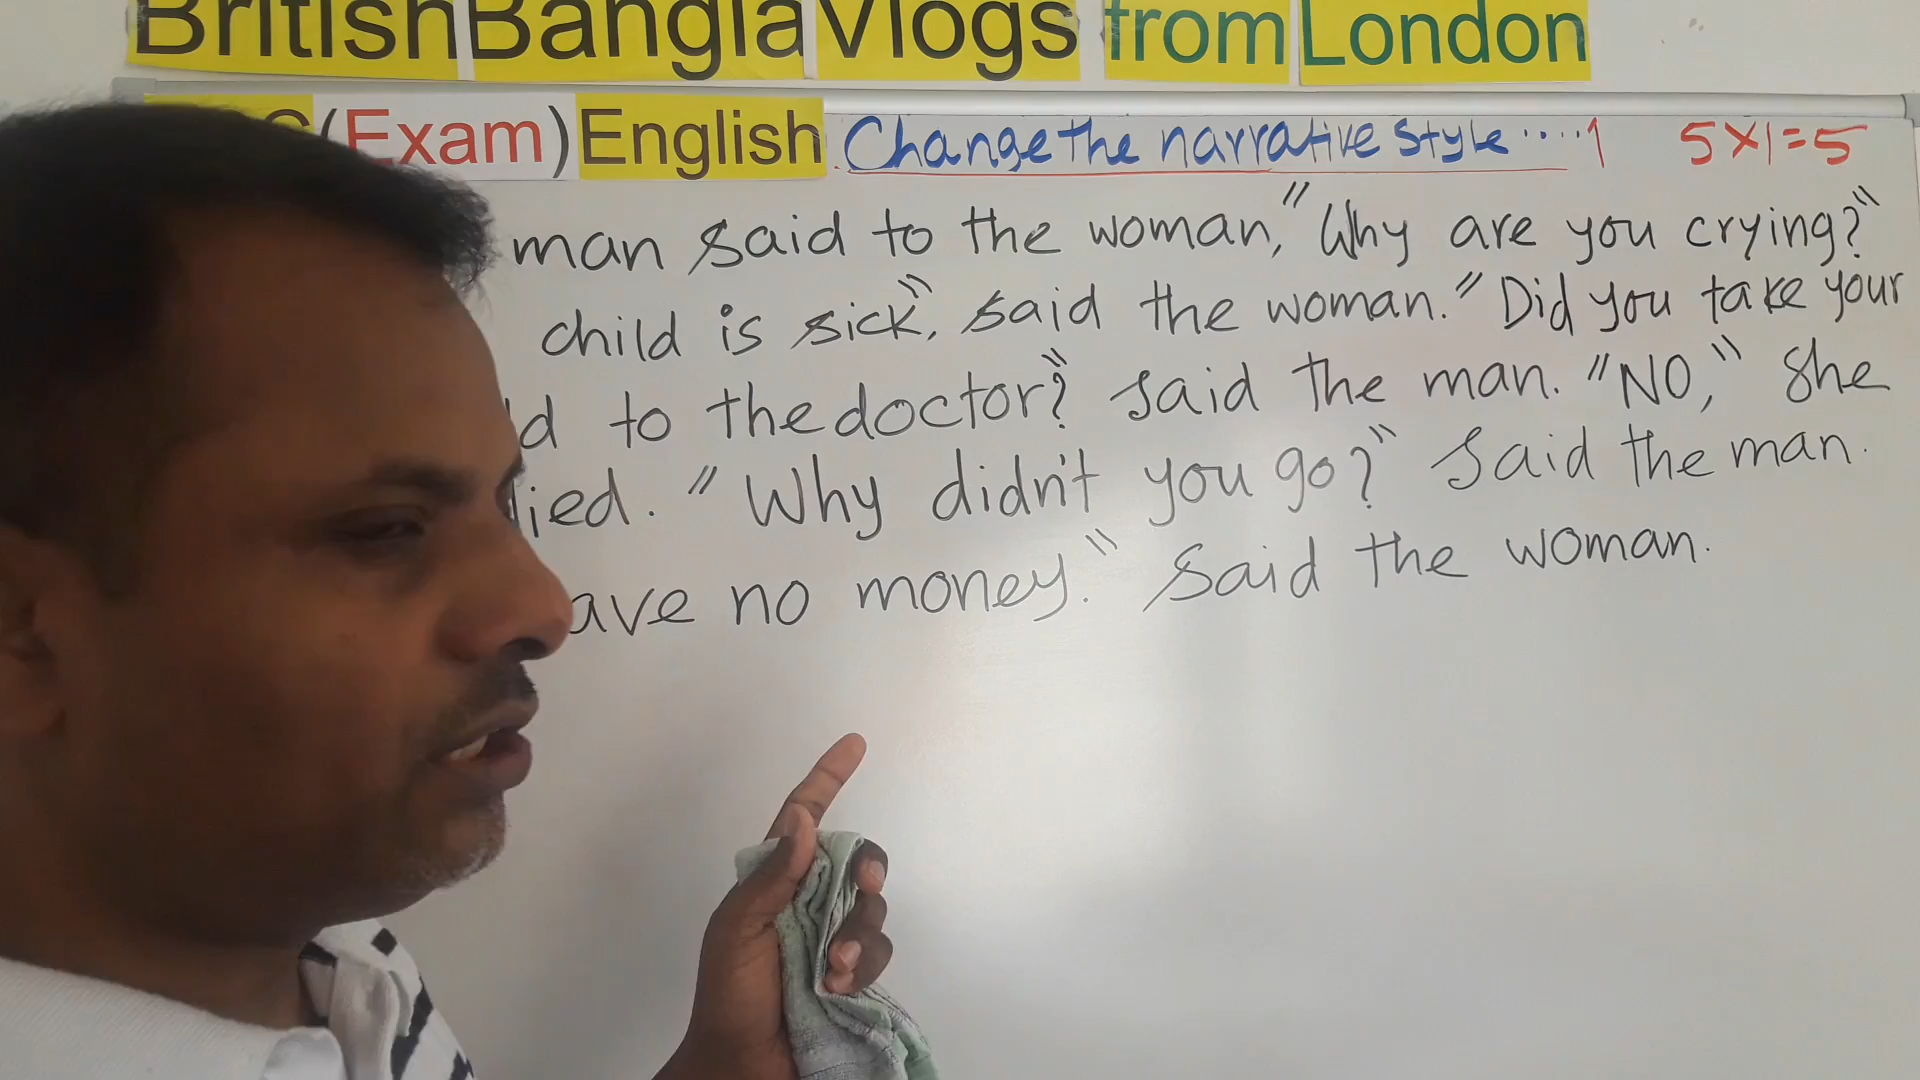 BritishBanglaVlogs from London
(Exam) English Change the narrative style ....1 5X1=5
man said to the woman, "Why are you crying?"
child is sick", said the woman. "Did you take your
d to the doctor?" said the man. "NO," She
lied. "Why didn't you go?" Said the man.
ave no money." Said the woman.